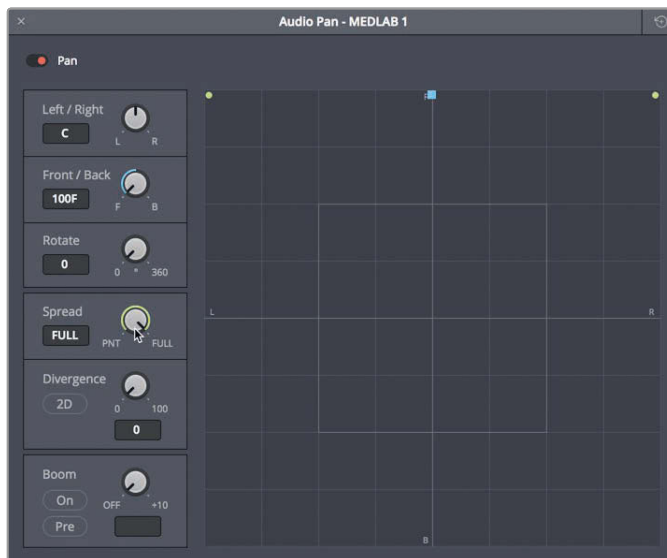 Audio Pan - MEDLAB 1
Pan
Left / Right
C
L R
Front / Back
100F
F B
Rotate
0
0 ° 360
Spread
FULL
PNT FULL
Divergence
2D
0 100
0
Boom
On
OFF +10
Pre
F
L
R
B